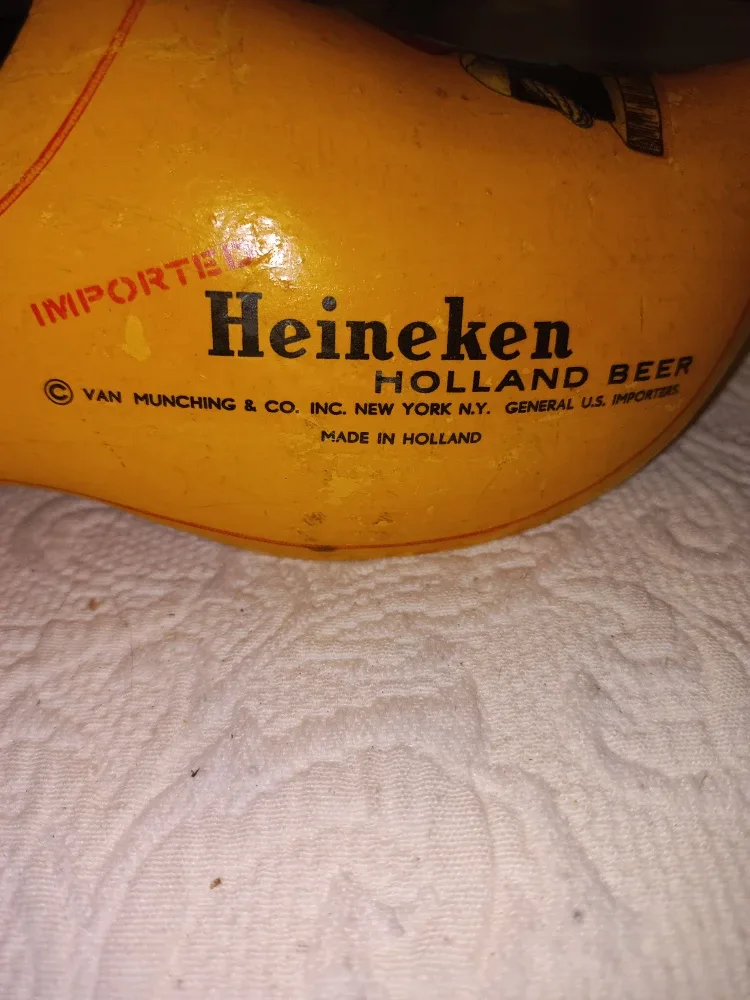 IMPORTED
Heineken
HOLLAND BEER
© VAN MUNCHING & CO. INC. NEW YORK N.Y. GENERAL U.S. IMPORTERS.
MADE IN HOLLAND